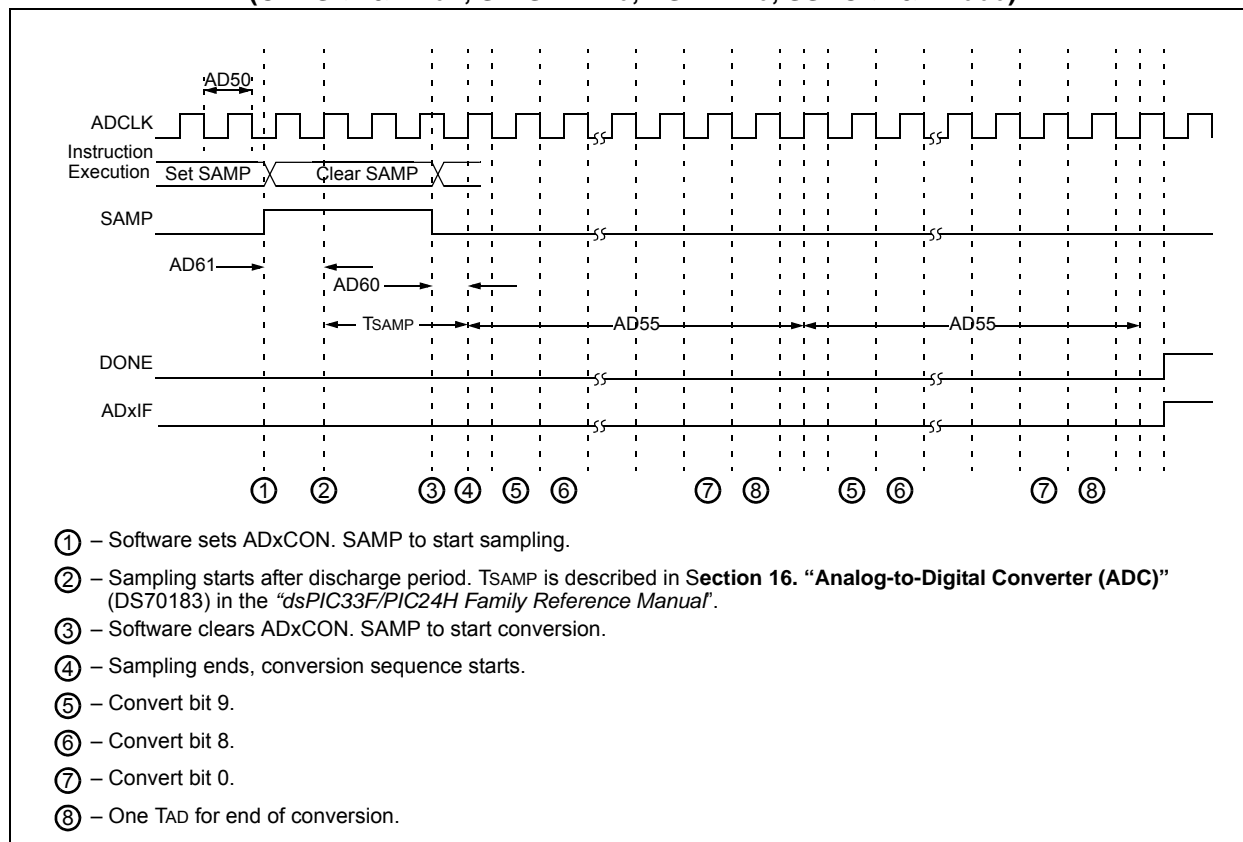 AD50
ADCLK
Instruction
Execution
Set SAMP
Clear SAMP
SAMP
AD61
AD60
TSAMP
AD55
AD55
DONE
ADxIF
1 2 3 4 5 6 7 8 5 6 7 8
1 – Software sets ADxCON. SAMP to start sampling.
2 – Sampling starts after discharge period. TSAMP is described in Section 16. “Analog-to-Digital Converter (ADC)”
(DS70183) in the “dsPIC33F/PIC24H Family Reference Manual”.
3 – Software clears ADxCON. SAMP to start conversion.
4 – Sampling ends, conversion sequence starts.
5 – Convert bit 9.
6 – Convert bit 8.
7 – Convert bit 0.
8 – One TAD for end of conversion.